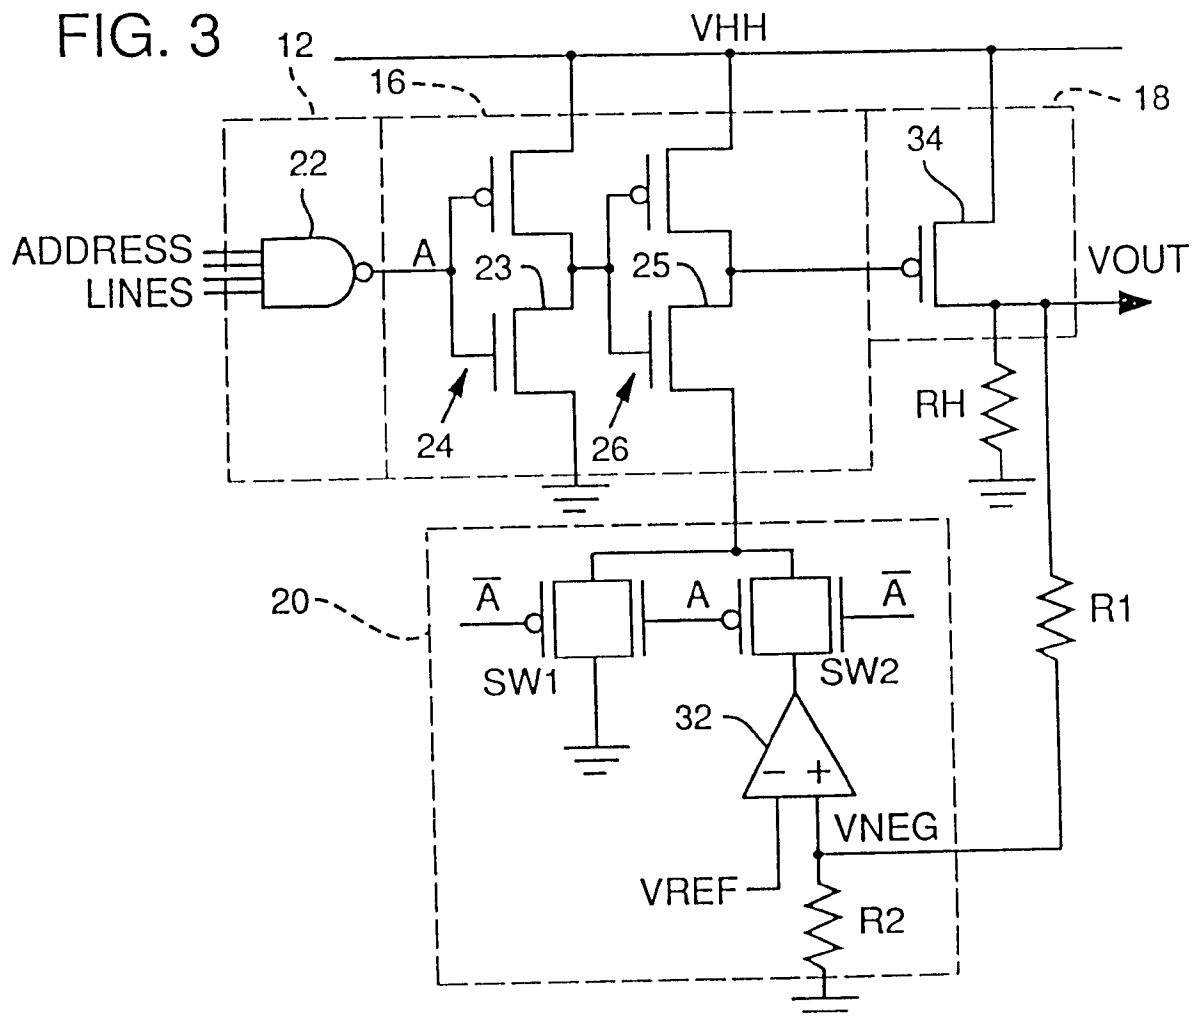 FIG. 3
VHH
12
16
18
22
34
ADDRESS
LINES
A
23
25
VOUT
24
26
RH
20
A
A
A
R1
SW1
SW2
32
− +
VNEG
VREF
R2